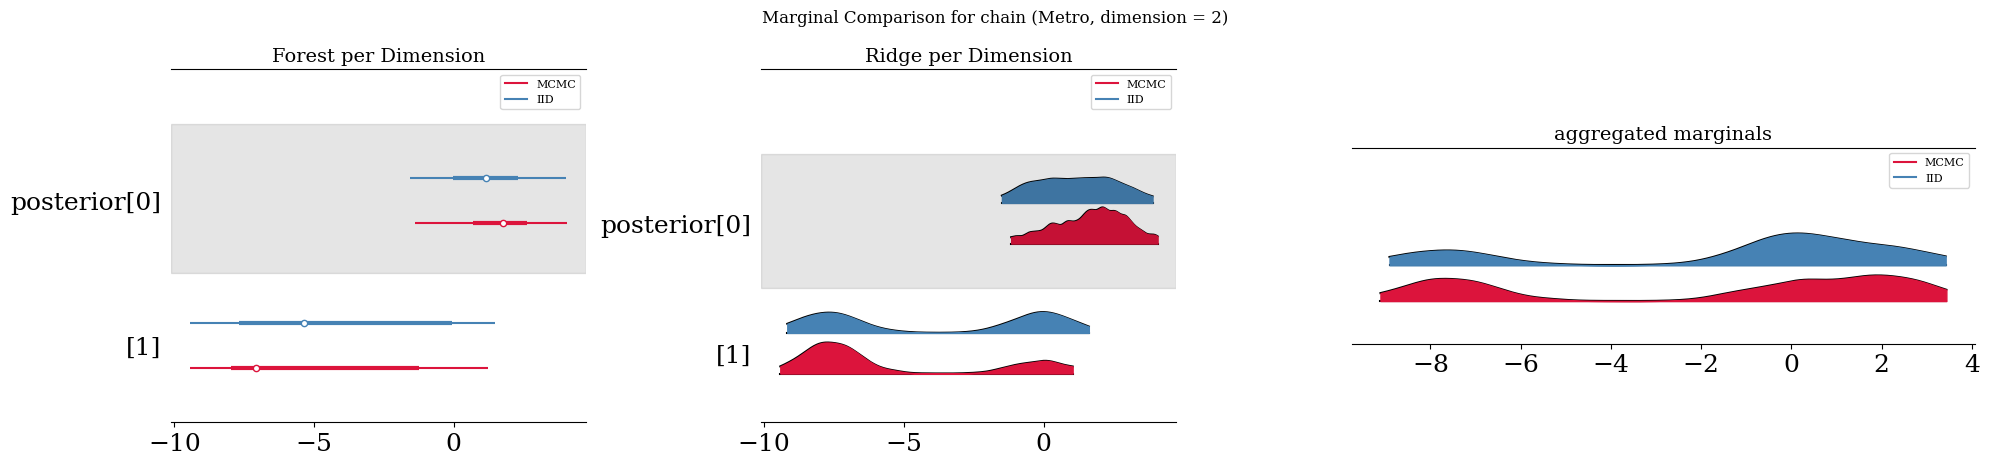 Marginal Comparison for chain (Metro, dimension = 2)
Forest per Dimension
MCMC
IID
posterior[0]
[1]
−10 −5 0
Ridge per Dimension
MCMC
IID
posterior[0]
[1]
−10 −5 0
aggregated marginals
MCMC
IID
−8 −6 −4 −2 0 2 4